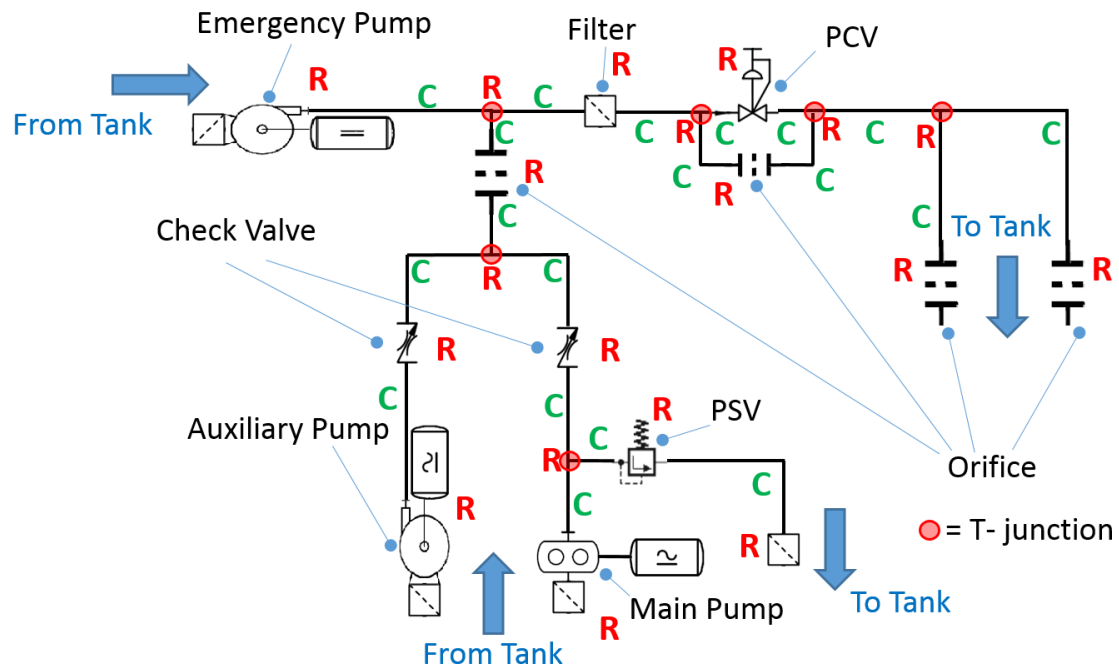 Emergency Pump
Filter
PCV
R
R
R
From Tank
C
R
C
C
R
C
C
R
C
R
C
C
R
C
R
C
C
Check Valve
C
To Tank
R
R
C
C
R
R
R
C
C
R
PSV
Auxiliary Pump
C
Orifice
R
C
R
C
= T- junction
R
Main Pump
To Tank
R
From Tank